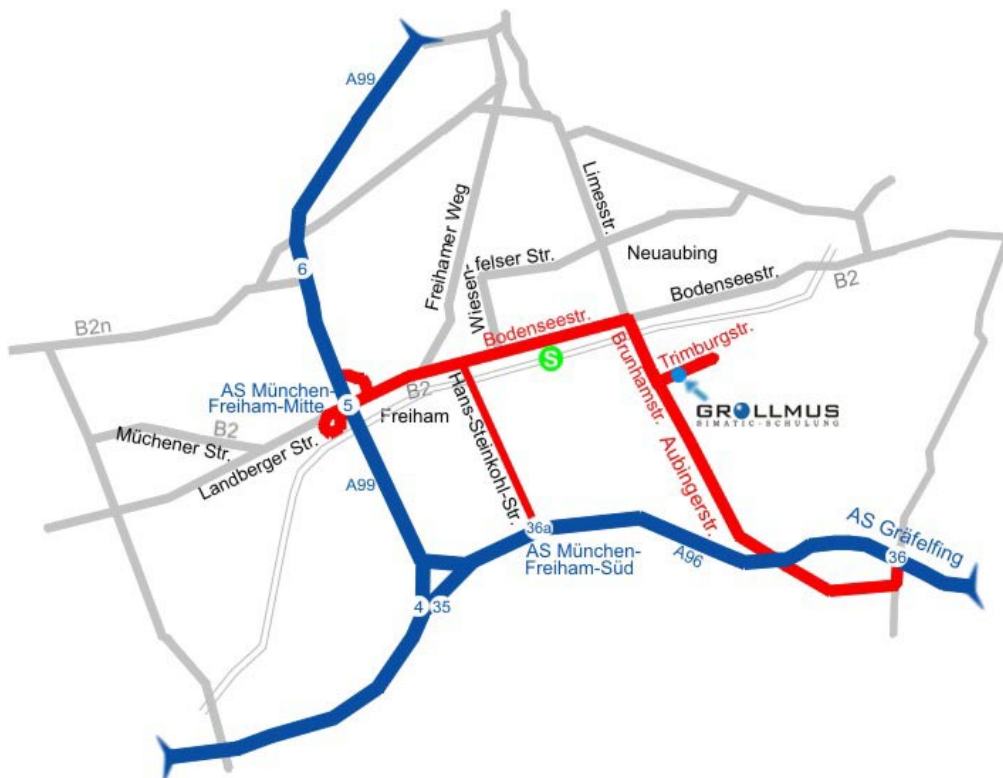 A99
Limesstr.
Freihamer Weg
6
-felser Str.
Wiesen
Neuaubing
Bodenseestr.
B2
B2n
Bodenseestr.
S
Brunhamstr.
Trimburgstr.
AS München-
Freiham-Mitte
5
B2
Freiham
GROLLMUS
SIMATIC-SCHULUNG
B2
Müchener Str.
Landberger Str.
Hans-Steinkohl-Str.
Aubingerstr.
A99
36a
AS München-
Freiham-Süd
A96
AS Gräfelfing
36
4
35